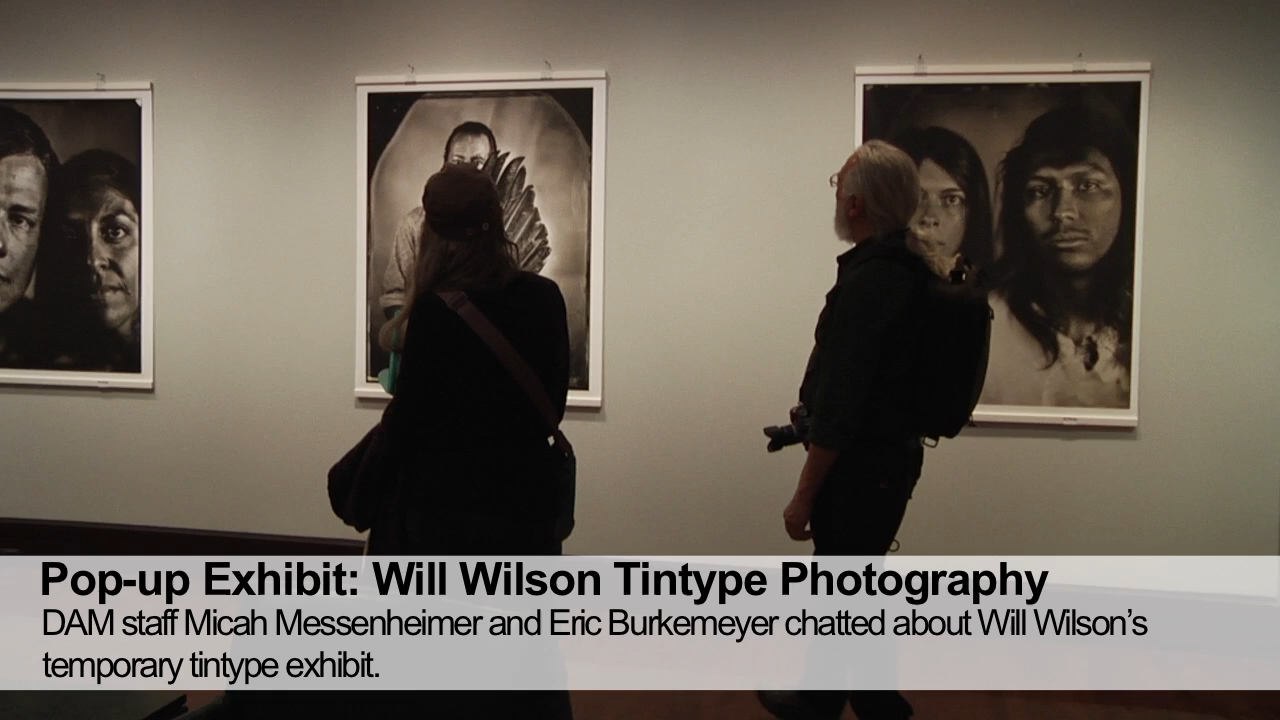 Pop-up Exhibit: Will Wilson Tintype Photography
DAM staff Micah Messenheimer and Eric Burkemeyer chatted about Will Wilson’s
temporary tintype exhibit.